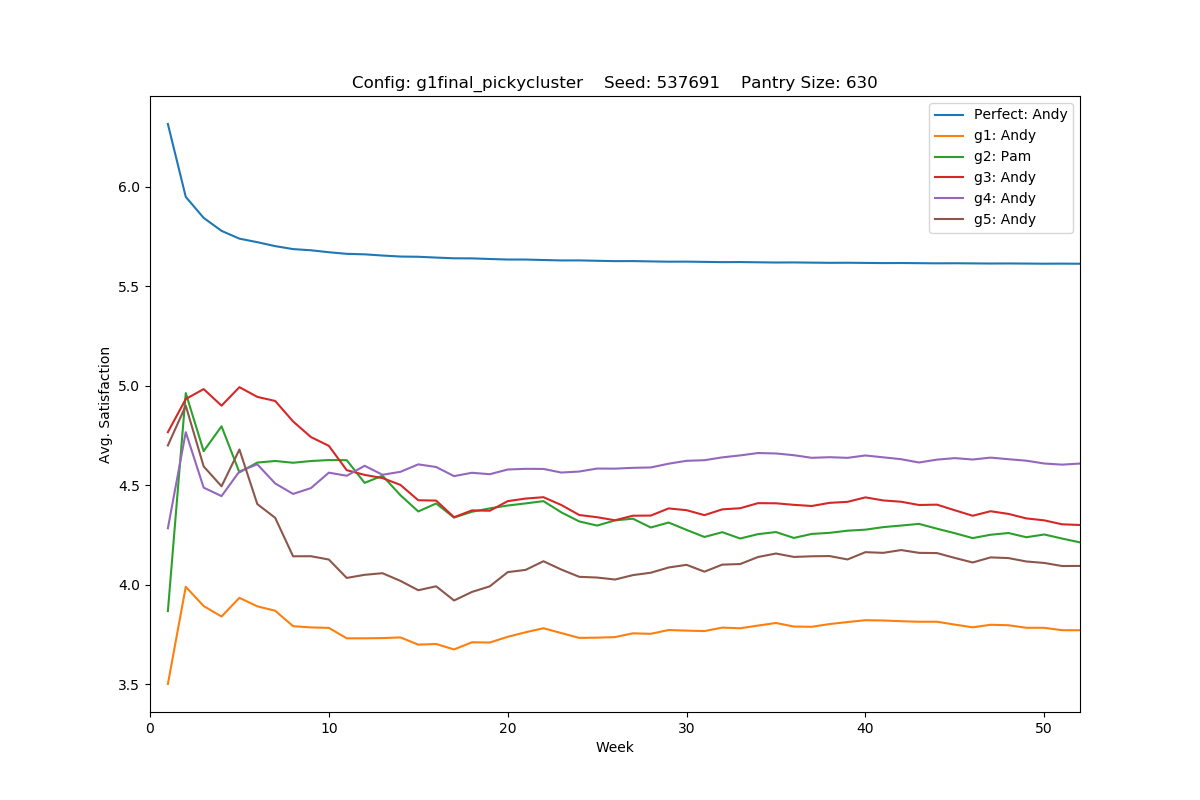 Config: g1final_pickycluster    Seed: 537691    Pantry Size: 630
Perfect: Andy
g1: Andy
g2: Pam
g3: Andy
g4: Andy
g5: Andy
Avg. Satisfaction
6.0
5.5
5.0
4.5
4.0
3.5
0 10 20 30 40 50
Week